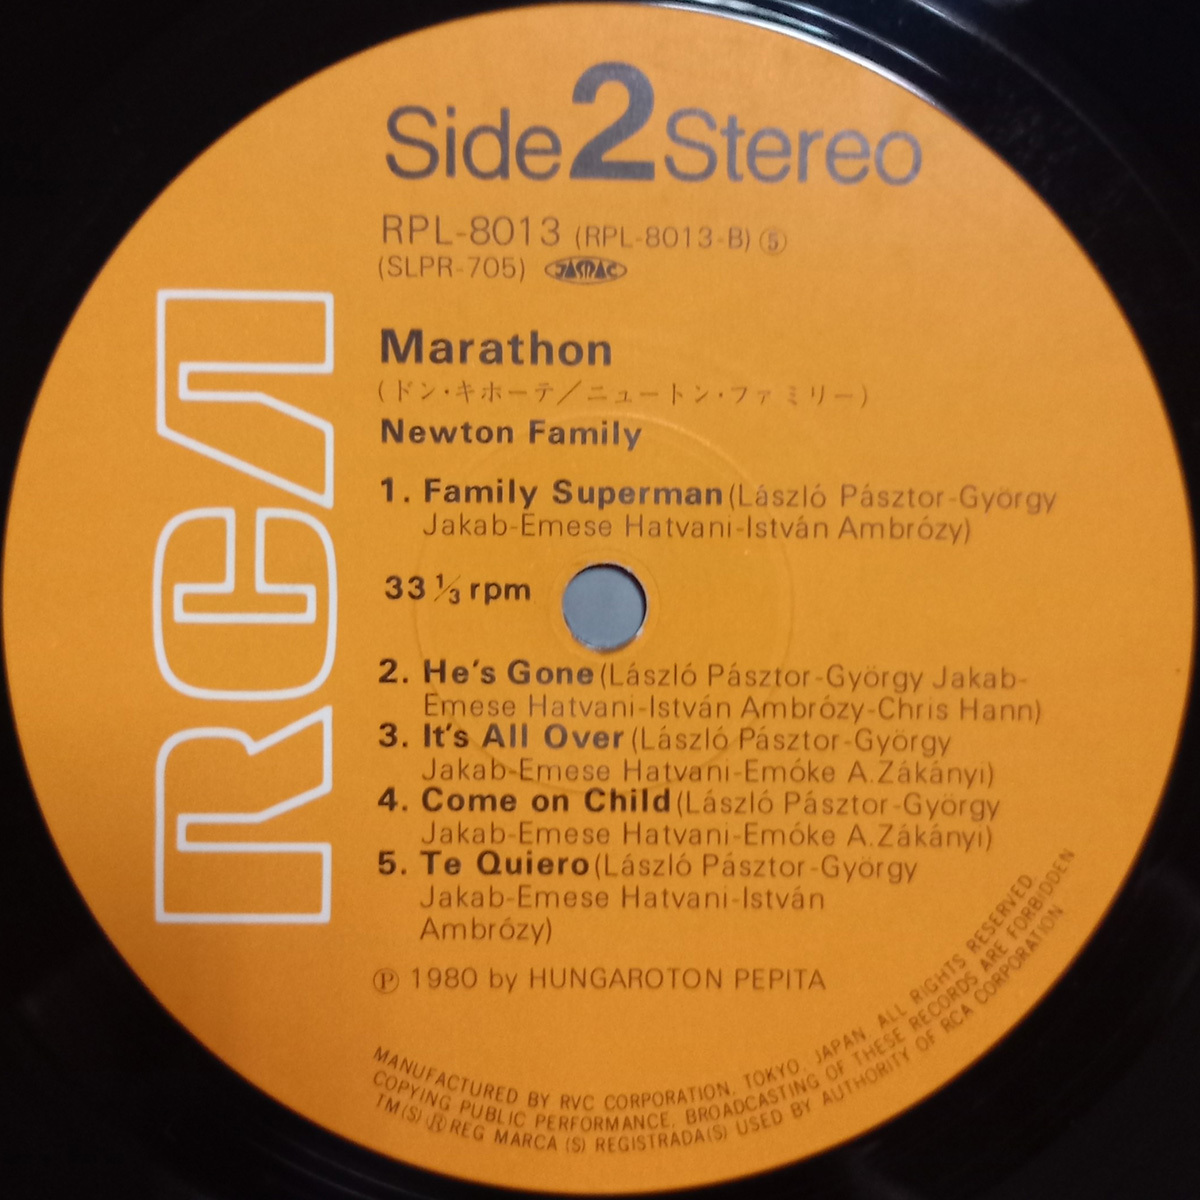 Side 2 Stereo
RPL-8013 (RPL-8013-B) ⑤
(SLPR-705) JASRAC
RCA
Marathon
(ドン・キホーテ／ニュートン・ファミリー)
Newton Family
1. Family Superman (László Pásztor-György
Jakab-Emese Hatvani-István Ambrózy)
33 1/3 rpm
2. He's Gone (László Pásztor-György Jakab-
Emese Hatvani-István Ambrózy-Chris Hann)
3. It's All Over (László Pásztor-György
Jakab-Emese Hatvani-Emóke A.Zákányi)
4. Come on Child (László Pásztor-György
Jakab-Emese Hatvani-Emóke A.Zákányi)
5. Te Quiero (László Pásztor-György
Jakab-Emese Hatvani-István
Ambrózy)
Ⓟ 1980 by HUNGAROTON PEPITA
MANUFACTURED BY RVC CORPORATION, TOKYO, JAPAN. ALL RIGHTS RESERVED
COPYING PUBLIC PERFORMANCE, BROADCASTING OF THESE RECORDS ARE FORBIDDEN
TM(S) ® REG MARCA (S) REGISTRADA(S) USED BY AUTHORITY OF RCA CORPORATION